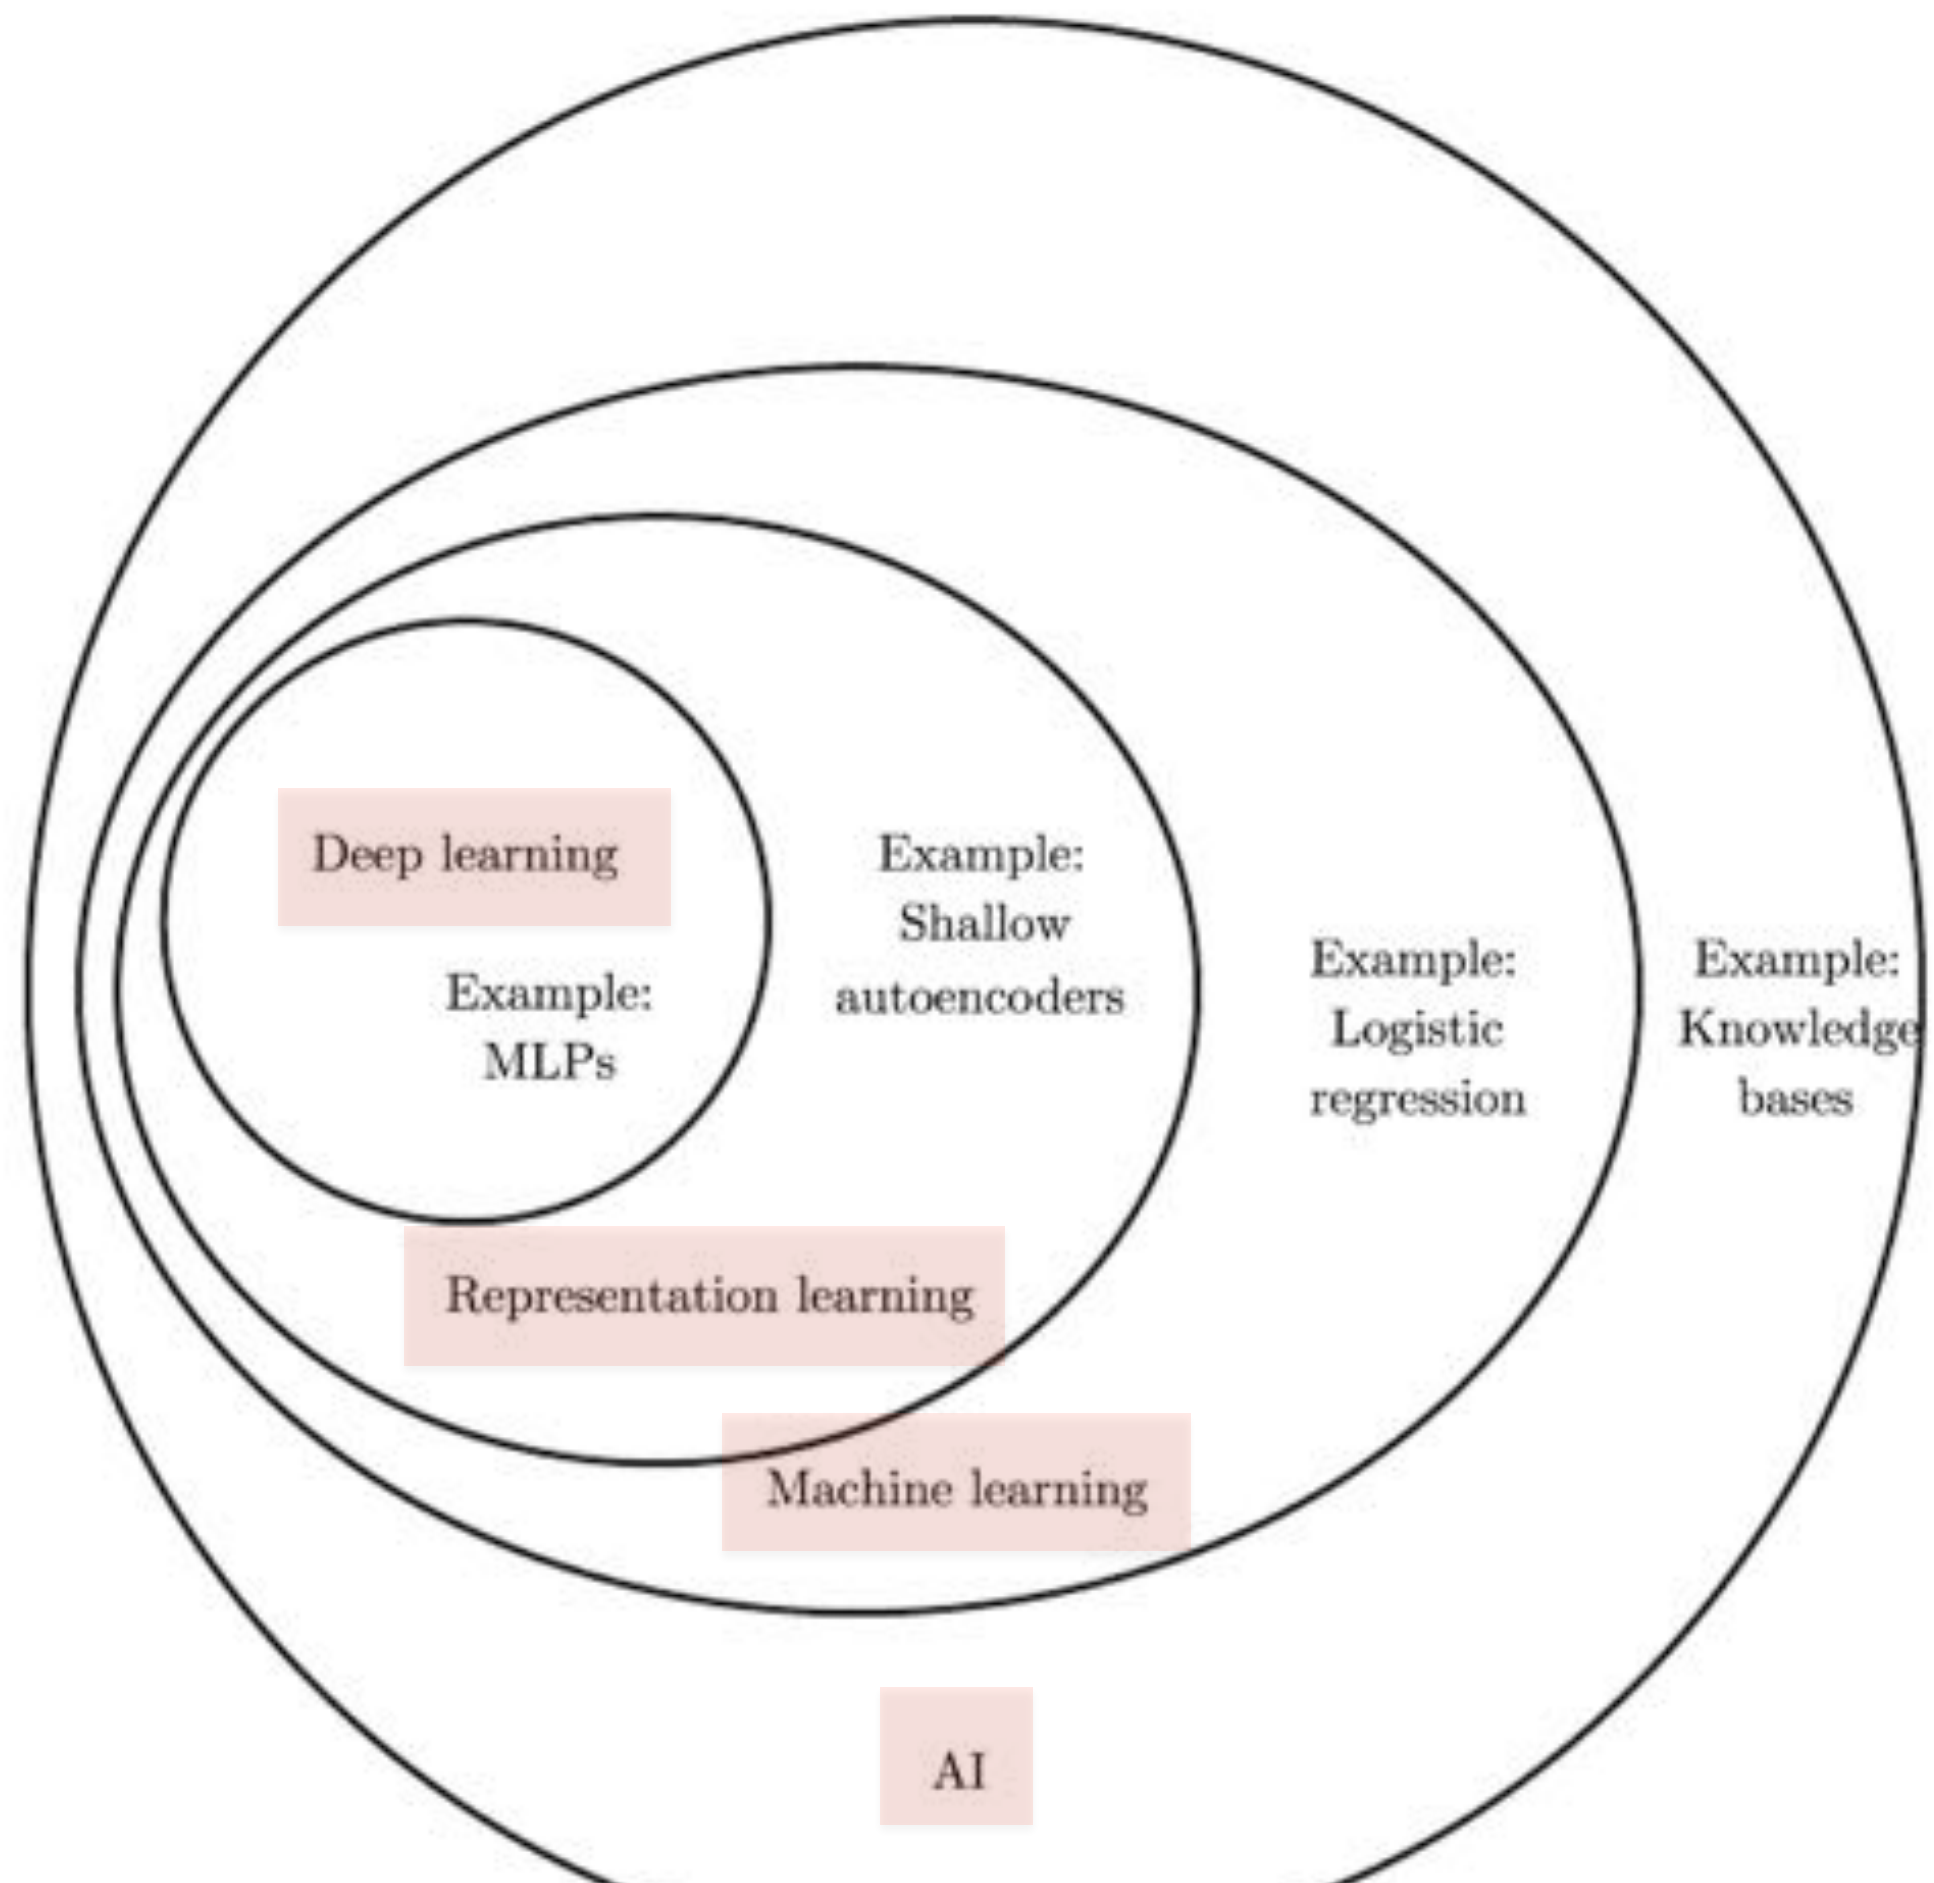 Deep learning
Example:
MLPs
Example:
Shallow
autoencoders
Example:
Logistic
regression
Example:
Knowledge
bases
Representation learning
Machine learning
AI